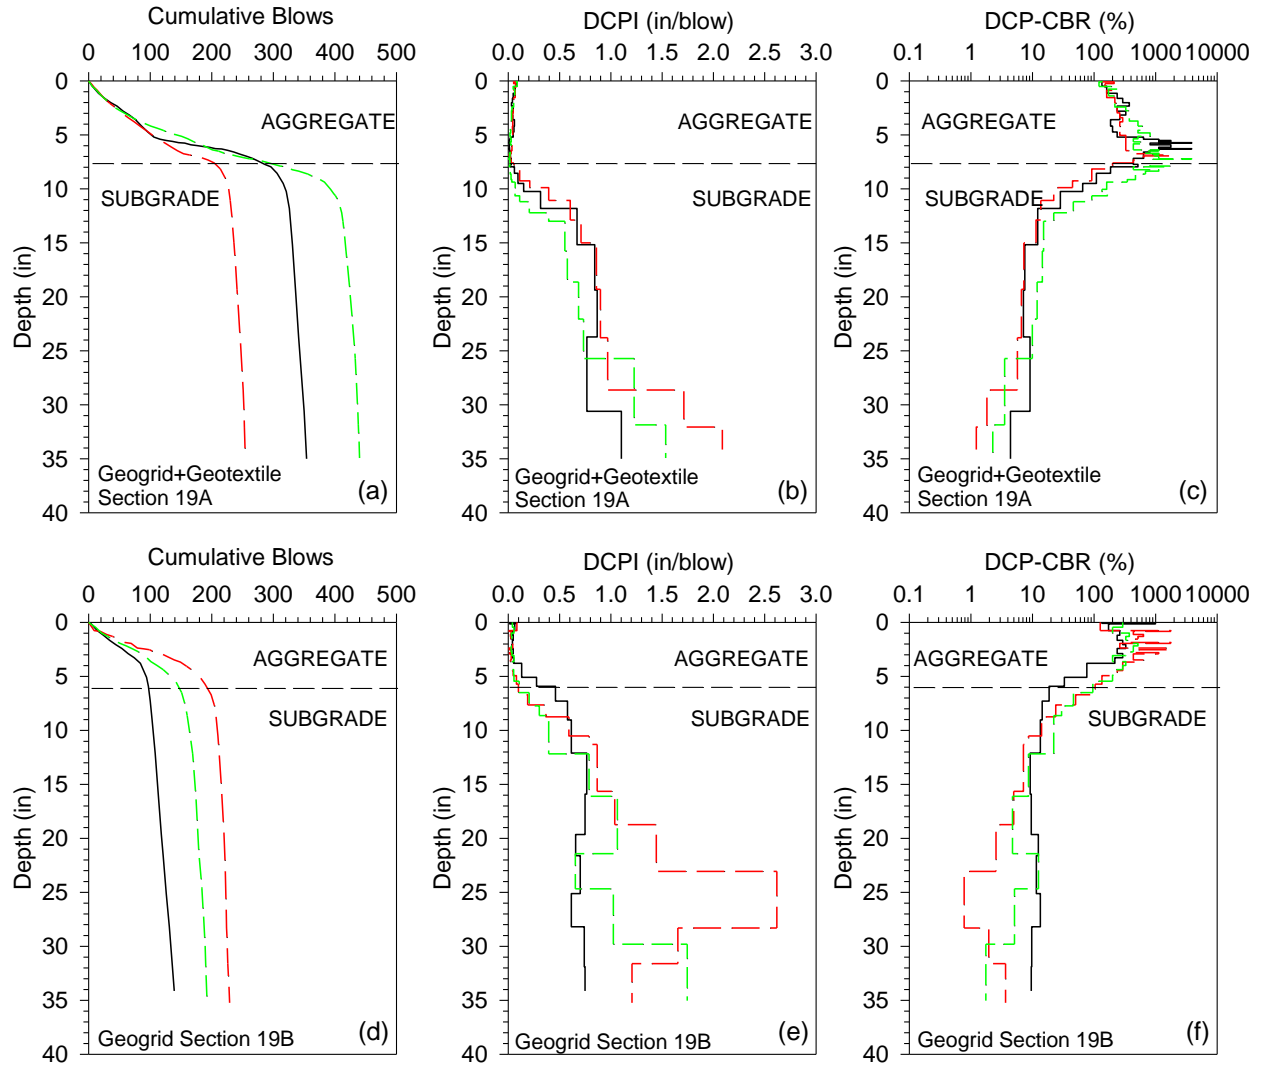 Cumulative Blows
DCPI (in/blow)
DCP-CBR (%)
0 100 200 300 400 500
0.0 0.5 1.0 1.5 2.0 2.5 3.0
0.1 1 10 100 1000 10000
Depth (in)
0
5
10
15
20
25
30
35
40
AGGREGATE
SUBGRADE
Geogrid+Geotextile
Section 19A
(a)
Depth (in)
0
5
10
15
20
25
30
35
40
AGGREGATE
SUBGRADE
Geogrid+Geotextile
Section 19A
(b)
Depth (in)
0
5
10
15
20
25
30
35
40
AGGREGATE
SUBGRADE
Geogrid+Geotextile
Section 19A
(c)
Cumulative Blows
DCPI (in/blow)
DCP-CBR (%)
0 100 200 300 400 500
0.0 0.5 1.0 1.5 2.0 2.5 3.0
0.1 1 10 100 1000 10000
Depth (in)
0
5
10
15
20
25
30
35
40
AGGREGATE
SUBGRADE
Geogrid Section 19B
(d)
Depth (in)
0
5
10
15
20
25
30
35
40
AGGREGATE
SUBGRADE
Geogrid Section 19B
(e)
Depth (in)
0
5
10
15
20
25
30
35
40
AGGREGATE
SUBGRADE
Geogrid Section 19B
(f)